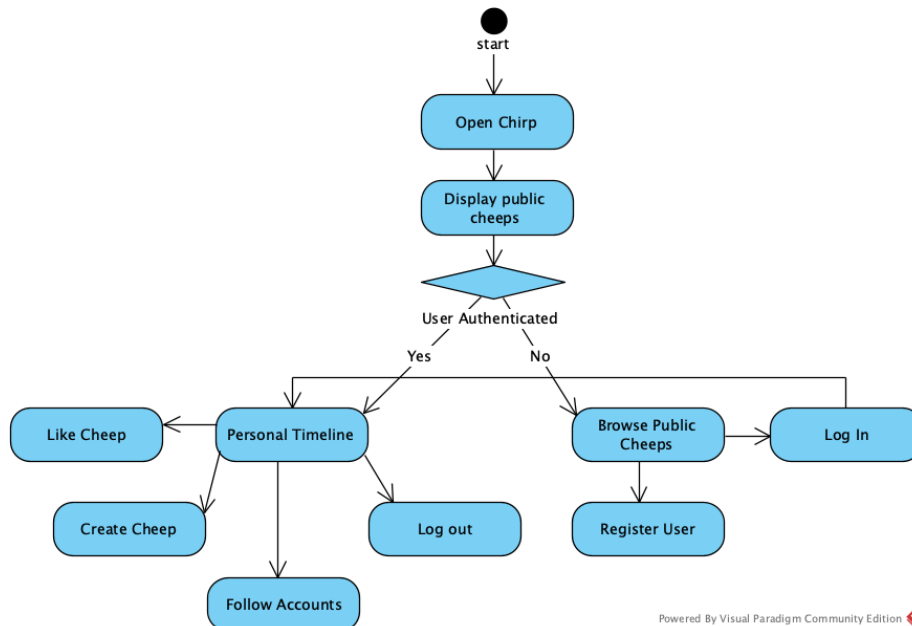 start
Open Chirp
Display public
cheeps
User Authenticated
Yes
No
Like Cheep
Personal Timeline
Browse Public
Cheeps
Log In
Create Cheep
Log out
Register User
Follow Accounts
Powered By Visual Paradigm Community Edition